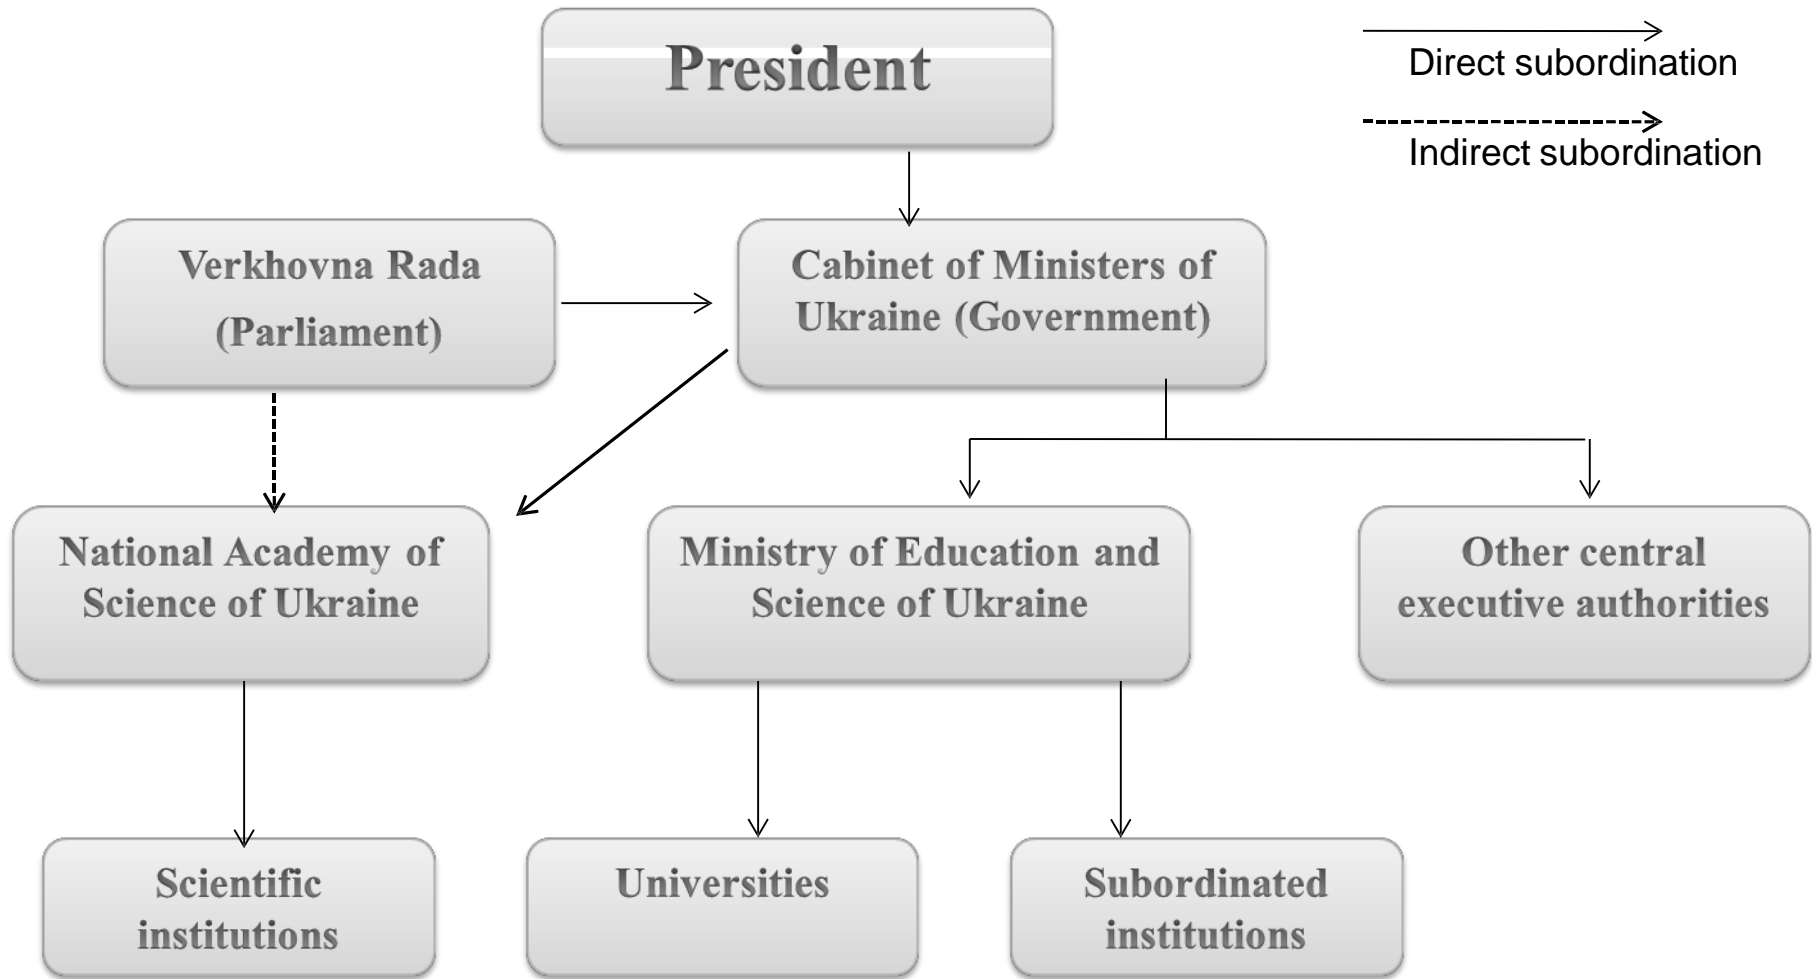 President
Direct subordination
Indirect subordination
Verkhovna Rada
(Parliament)
Cabinet of Ministers of
Ukraine (Government)
National Academy of
Science of Ukraine
Ministry of Education and
Science of Ukraine
Other central
executive authorities
Scientific
institutions
Universities
Subordinated
institutions